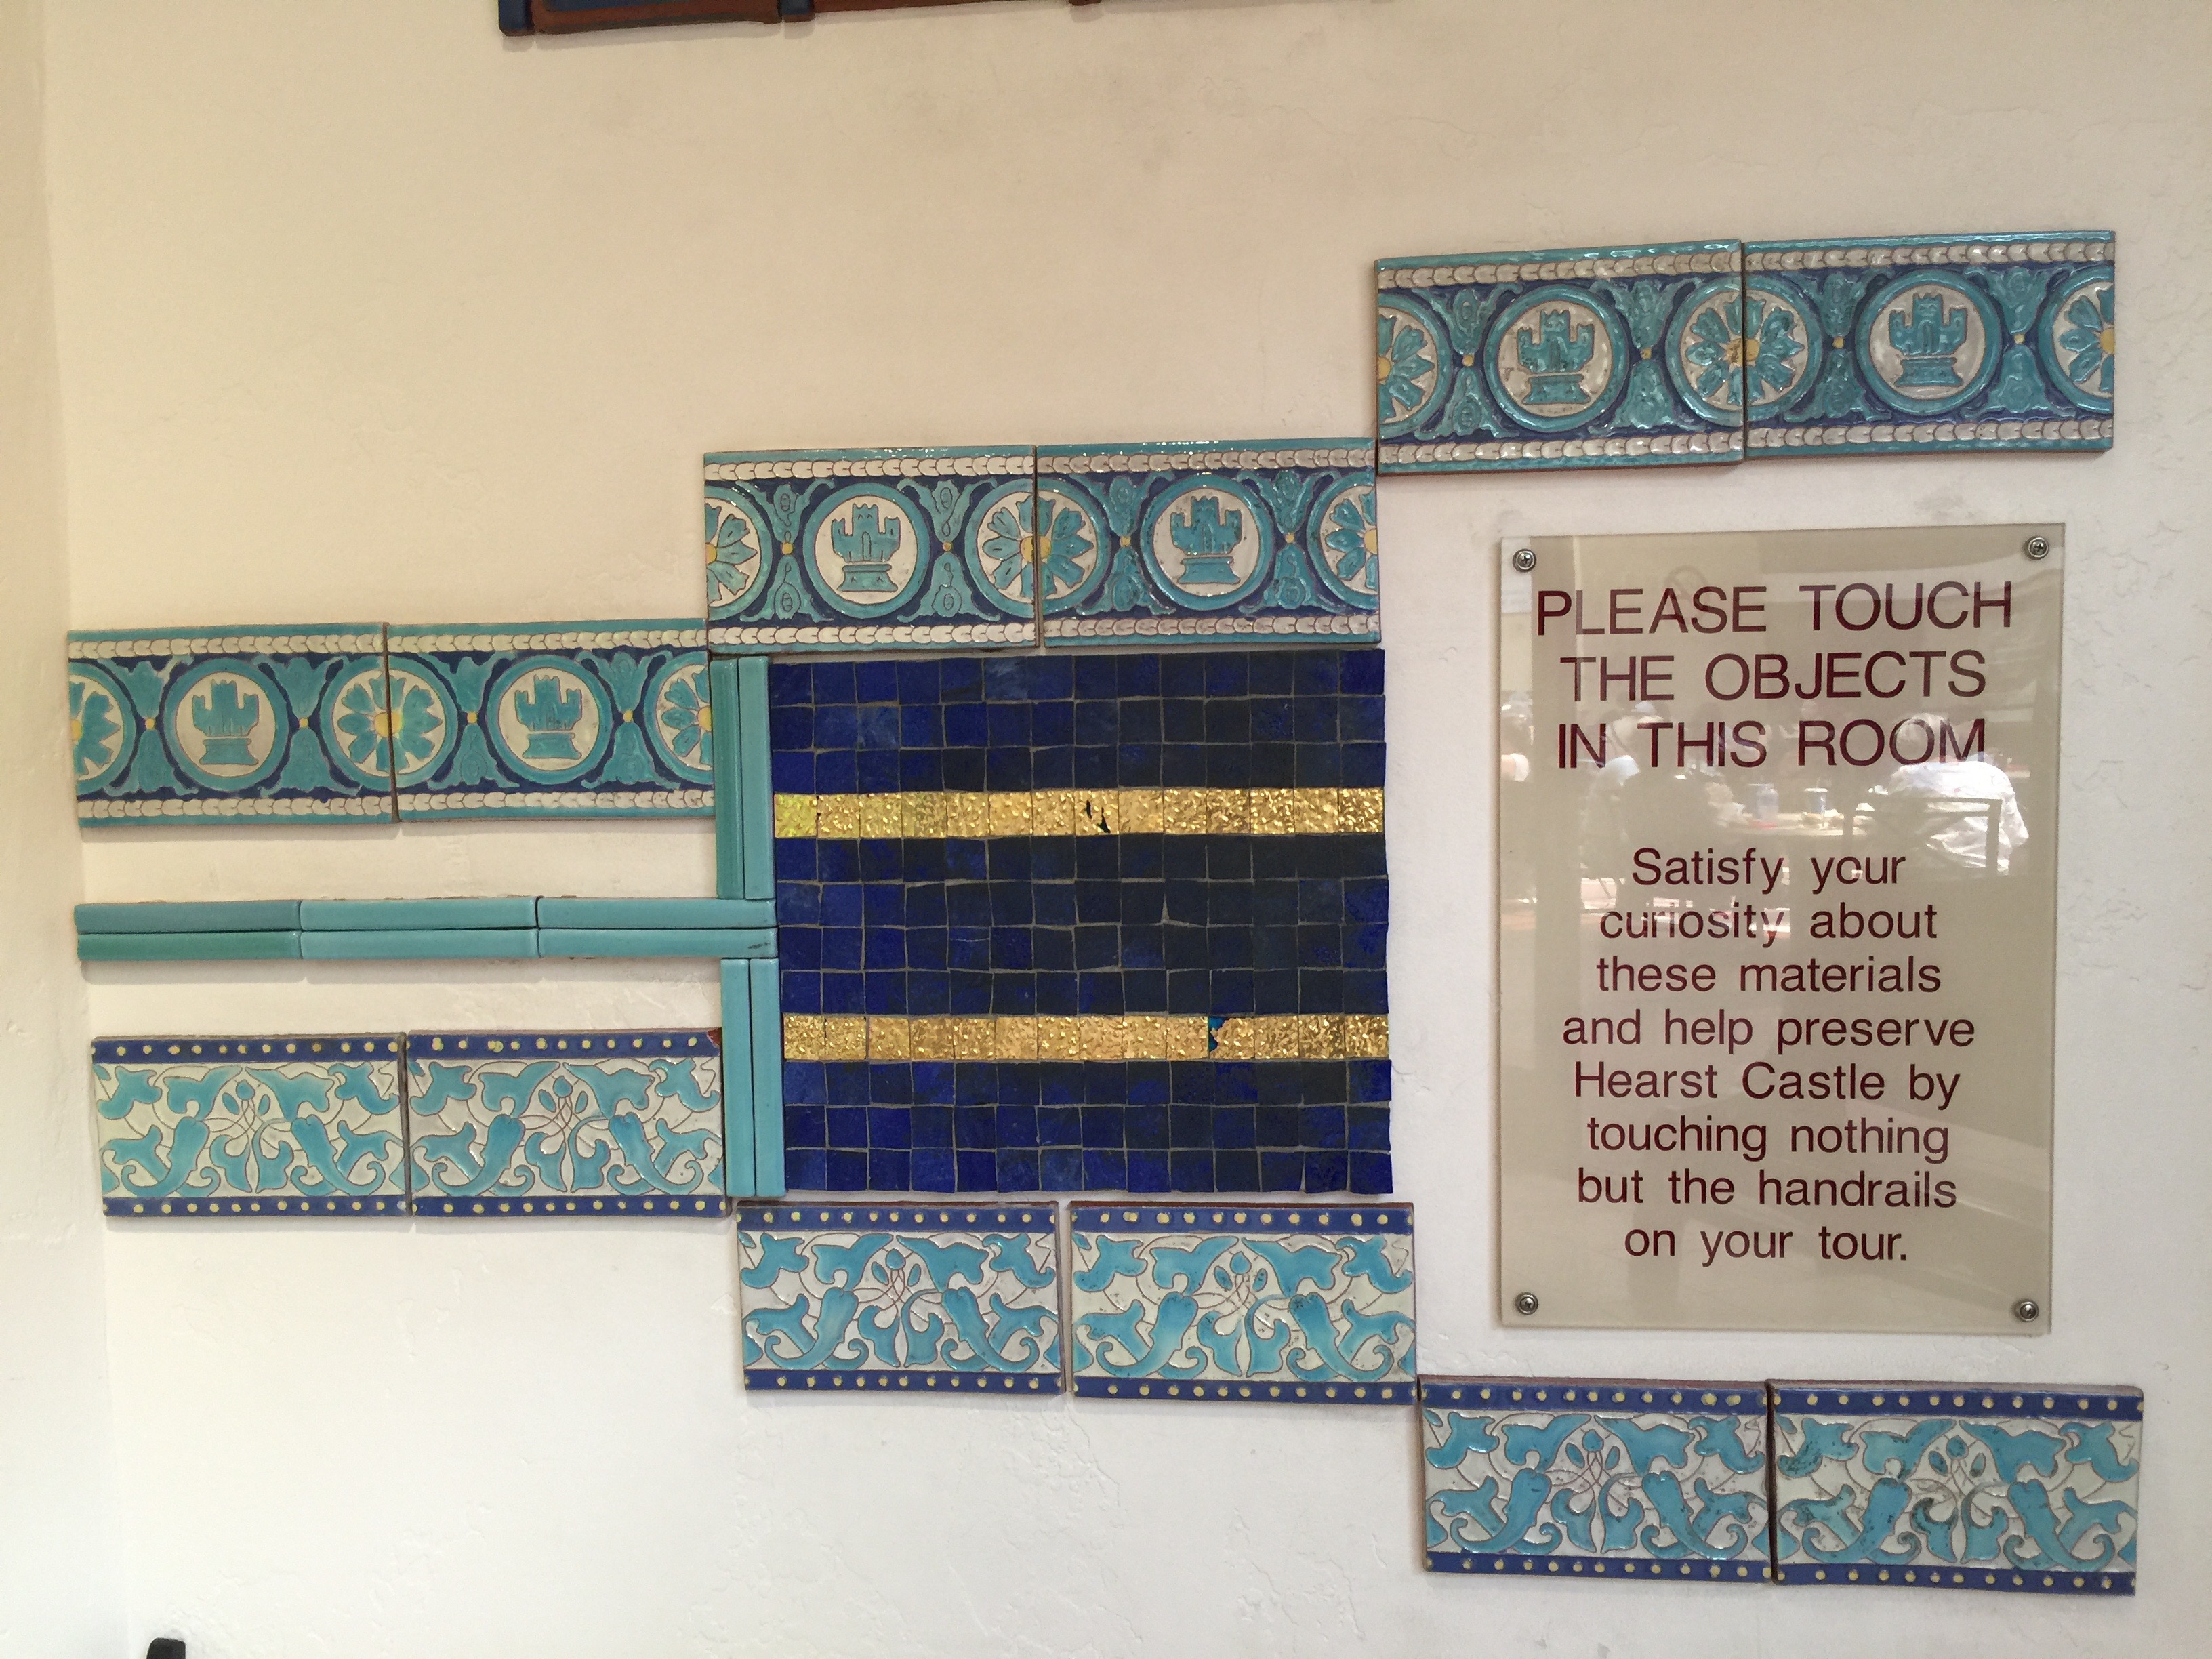 PLEASE TOUCH
THE OBJECTS
IN THIS ROOM
Satisfy your
curiosity about
these materials
and help preserve
Hearst Castle by
touching nothing
but the handrails
on your tour.